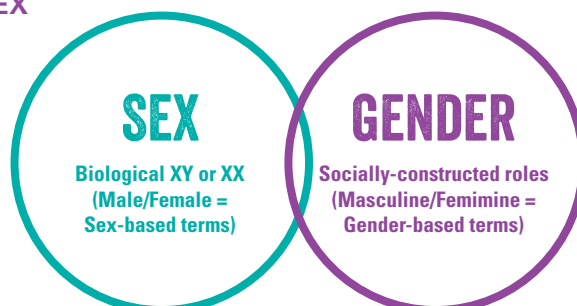 EX
SEX
Biological XY or XX
(Male/Female =
Sex-based terms)
GENDER
Socially-constructed roles
(Masculine/Femimine =
Gender-based terms)